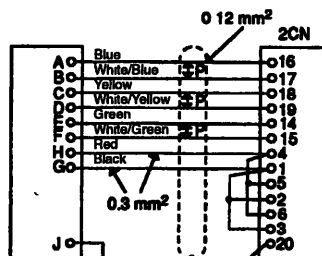 0 12 mm²
2CN
A Blue 16
B White/Blue P 17
C Yellow 18
D White/Yellow P 19
E Green 14
F White/Green P 15
H Red 4
G Black 1
5
0.3 mm² 2
6
3
J 20